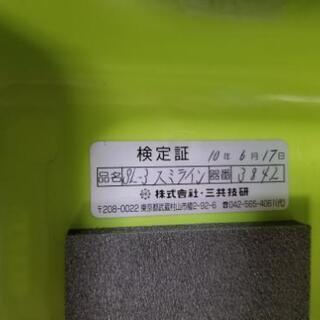 検定証 10年 6月 17日
品名 SL-3 スミライン 器番 3842
株式会社・三共技研
〒208-0022 東京都武蔵村山市榎2-92-6 ☎042-565-4061(代)